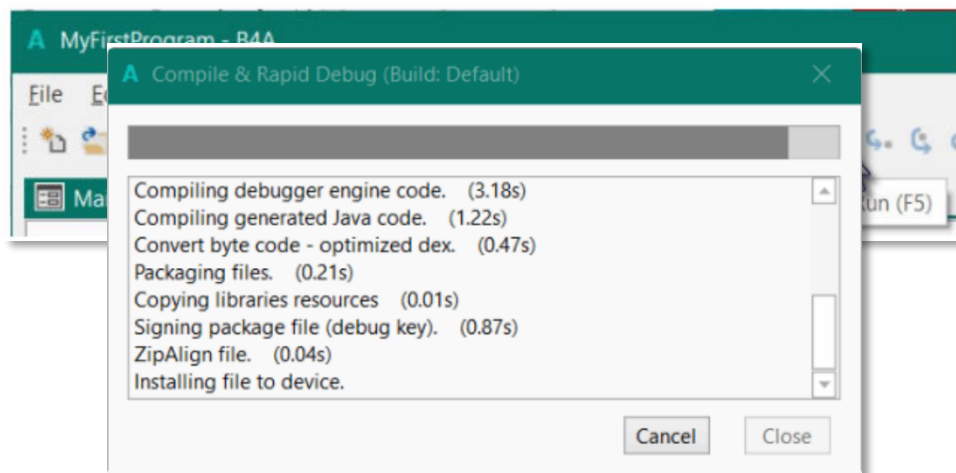 A MyFirstProgram - B4A
A Compile & Rapid Debug (Build: Default)
File
Compiling debugger engine code. (3.18s)
Compiling generated Java code. (1.22s)
Convert byte code - optimized dex. (0.47s)
Packaging files. (0.21s)
Copying libraries resources (0.01s)
Signing package file (debug key). (0.87s)
ZipAlign file. (0.04s)
Installing file to device.
(F5)
Cancel Close